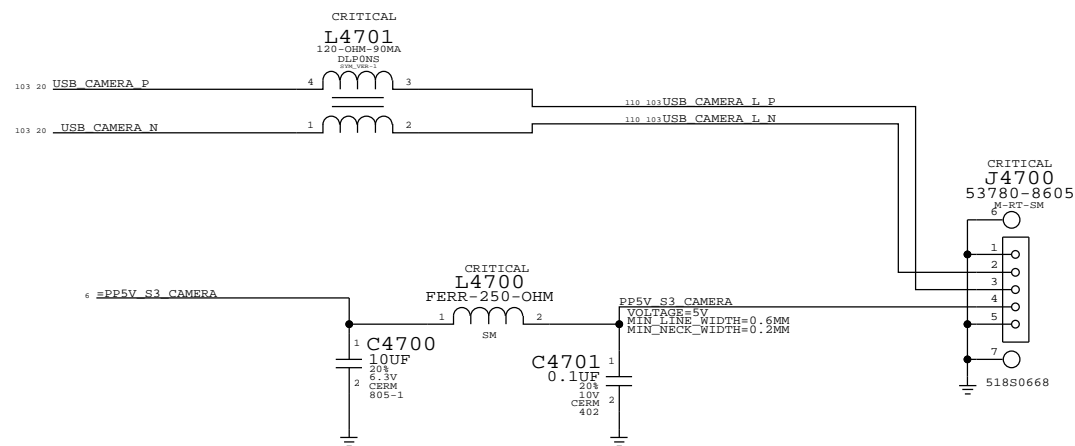 CRITICAL
L4701
120-OHM-90MA
DLP0NS
SYM_VER-1
103 20 USB_CAMERA_P
4 3
110 103 USB_CAMERA_L_P
103 20 USB_CAMERA_N
1 2
110 103 USB_CAMERA_L_N
CRITICAL
J4700
53780-8605
M-RT-SM
6
1
2
3
4
5
7
518S0668
6 =PP5V_S3_CAMERA
CRITICAL
L4700
FERR-250-OHM
1 2
SM
PP5V_S3_CAMERA
VOLTAGE=5V
MIN_LINE_WIDTH=0.6MM
MIN_NECK_WIDTH=0.2MM
1
C4700
10UF
20%
6.3V
2
CERM
805-1
C4701
1
0.1UF
20%
10V
2
CERM
402